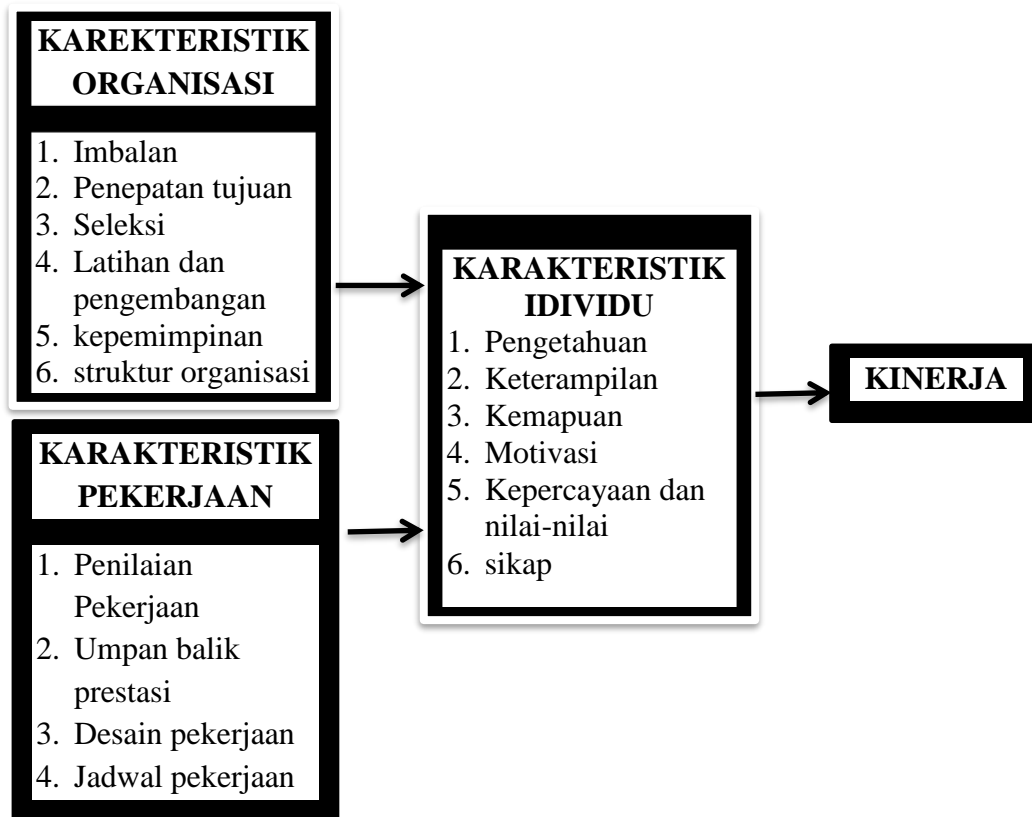 KAREKTERISTIK
ORGANISASI
1. Imbalan
2. Penepatan tujuan
3. Seleksi
4. Latihan dan
pengembangan
5. kepemimpinan
6. struktur organisasi
KARAKTERISTIK
PEKERJAAN
1. Penilaian
Pekerjaan
2. Umpan balik
prestasi
3. Desain pekerjaan
4. Jadwal pekerjaan
KARAKTERISTIK
IDIVIDU
1. Pengetahuan
2. Keterampilan
3. Kemapuan
4. Motivasi
5. Kepercayaan dan
nilai-nilai
6. sikap
KINERJA